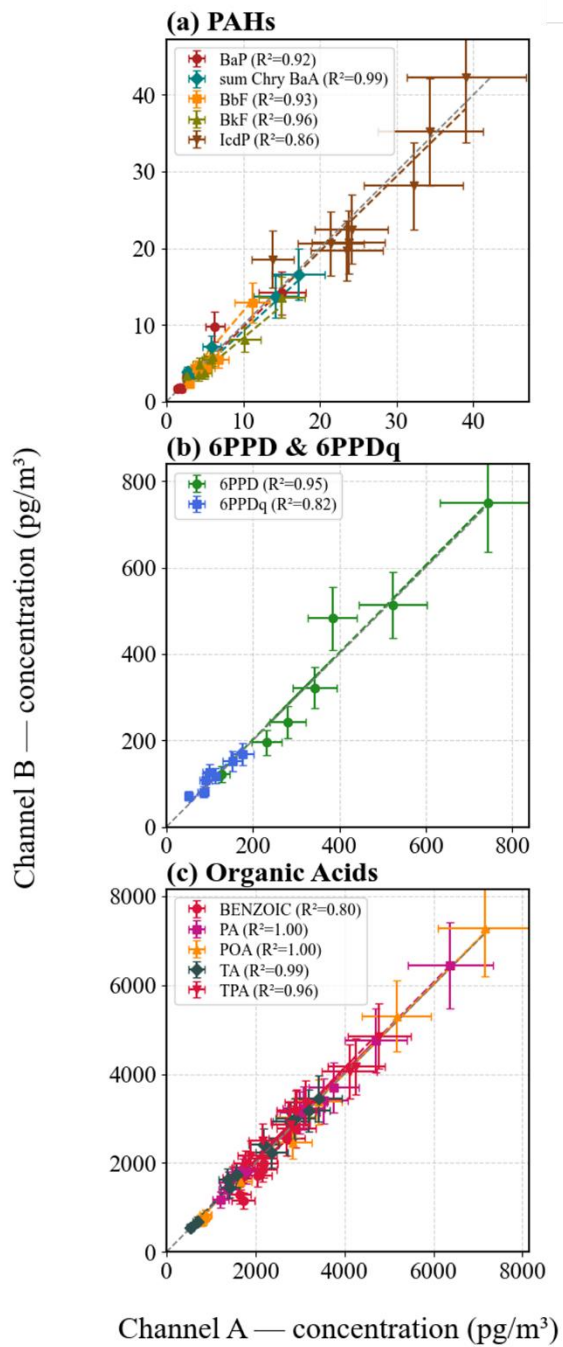 (a) PAHs
BaP (R²=0.92)
sum Chry BaA (R²=0.99)
BbF (R²=0.93)
BkF (R²=0.96)
IcdP (R²=0.86)
40
30
20
10
0
0 10 20 30 40
(b) 6PPD & 6PPDq
6PPD (R²=0.95)
6PPDq (R²=0.82)
800
600
400
200
0
0 200 400 600 800
(c) Organic Acids
BENZOIC (R²=0.80)
PA (R²=1.00)
POA (R²=1.00)
TA (R²=0.99)
TPA (R²=0.96)
8000
6000
4000
2000
0
0 2000 4000 6000 8000
Channel B — concentration (pg/m³)
Channel A — concentration (pg/m³)